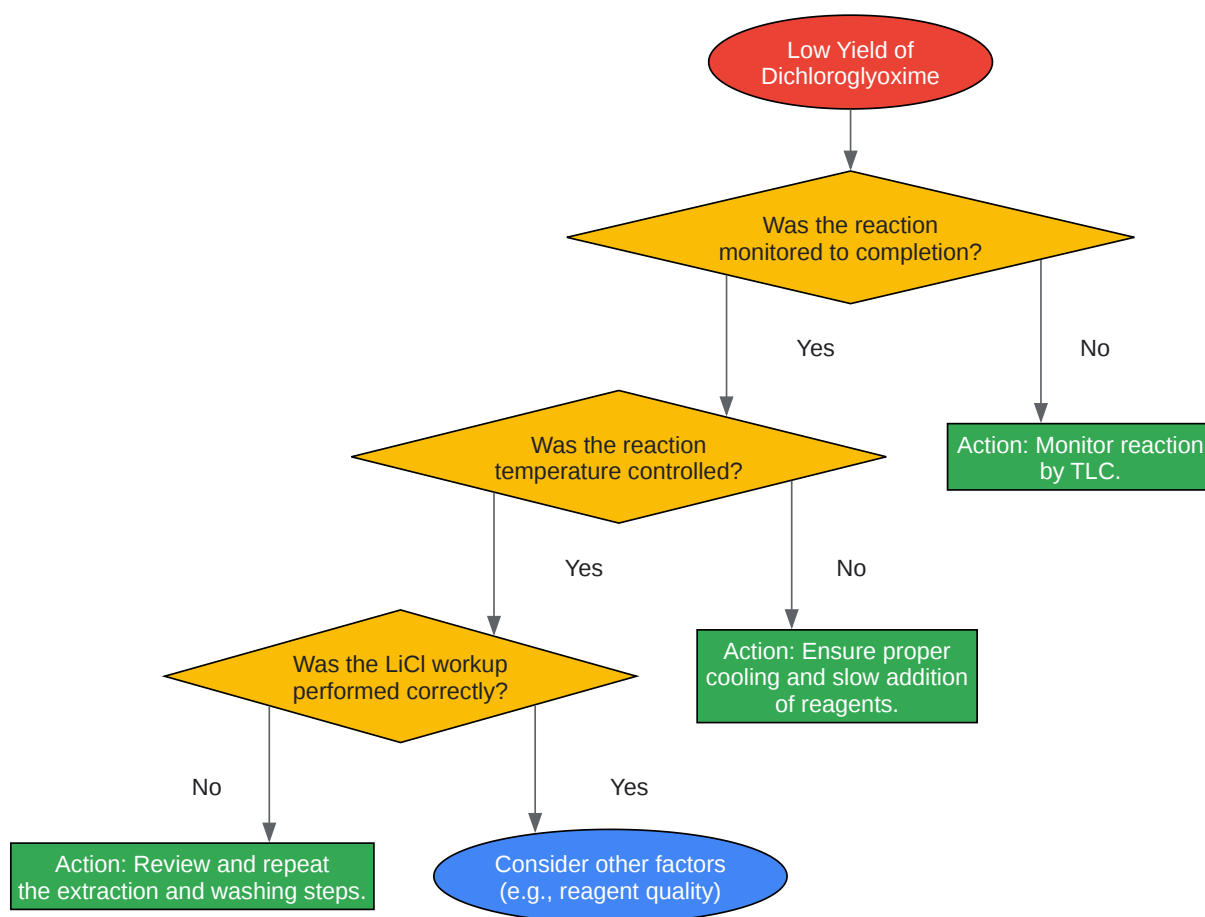 Low Yield of
Dichloroglyoxime
Was the reaction
monitored to completion?
Yes
No
Was the reaction
temperature controlled?
Action: Monitor reaction
by TLC.
Yes
No
Was the LiCl workup
performed correctly?
Action: Ensure proper
cooling and slow addition
of reagents.
No
Yes
Action: Review and repeat
the extraction and washing steps.
Consider other factors
(e.g., reagent quality)